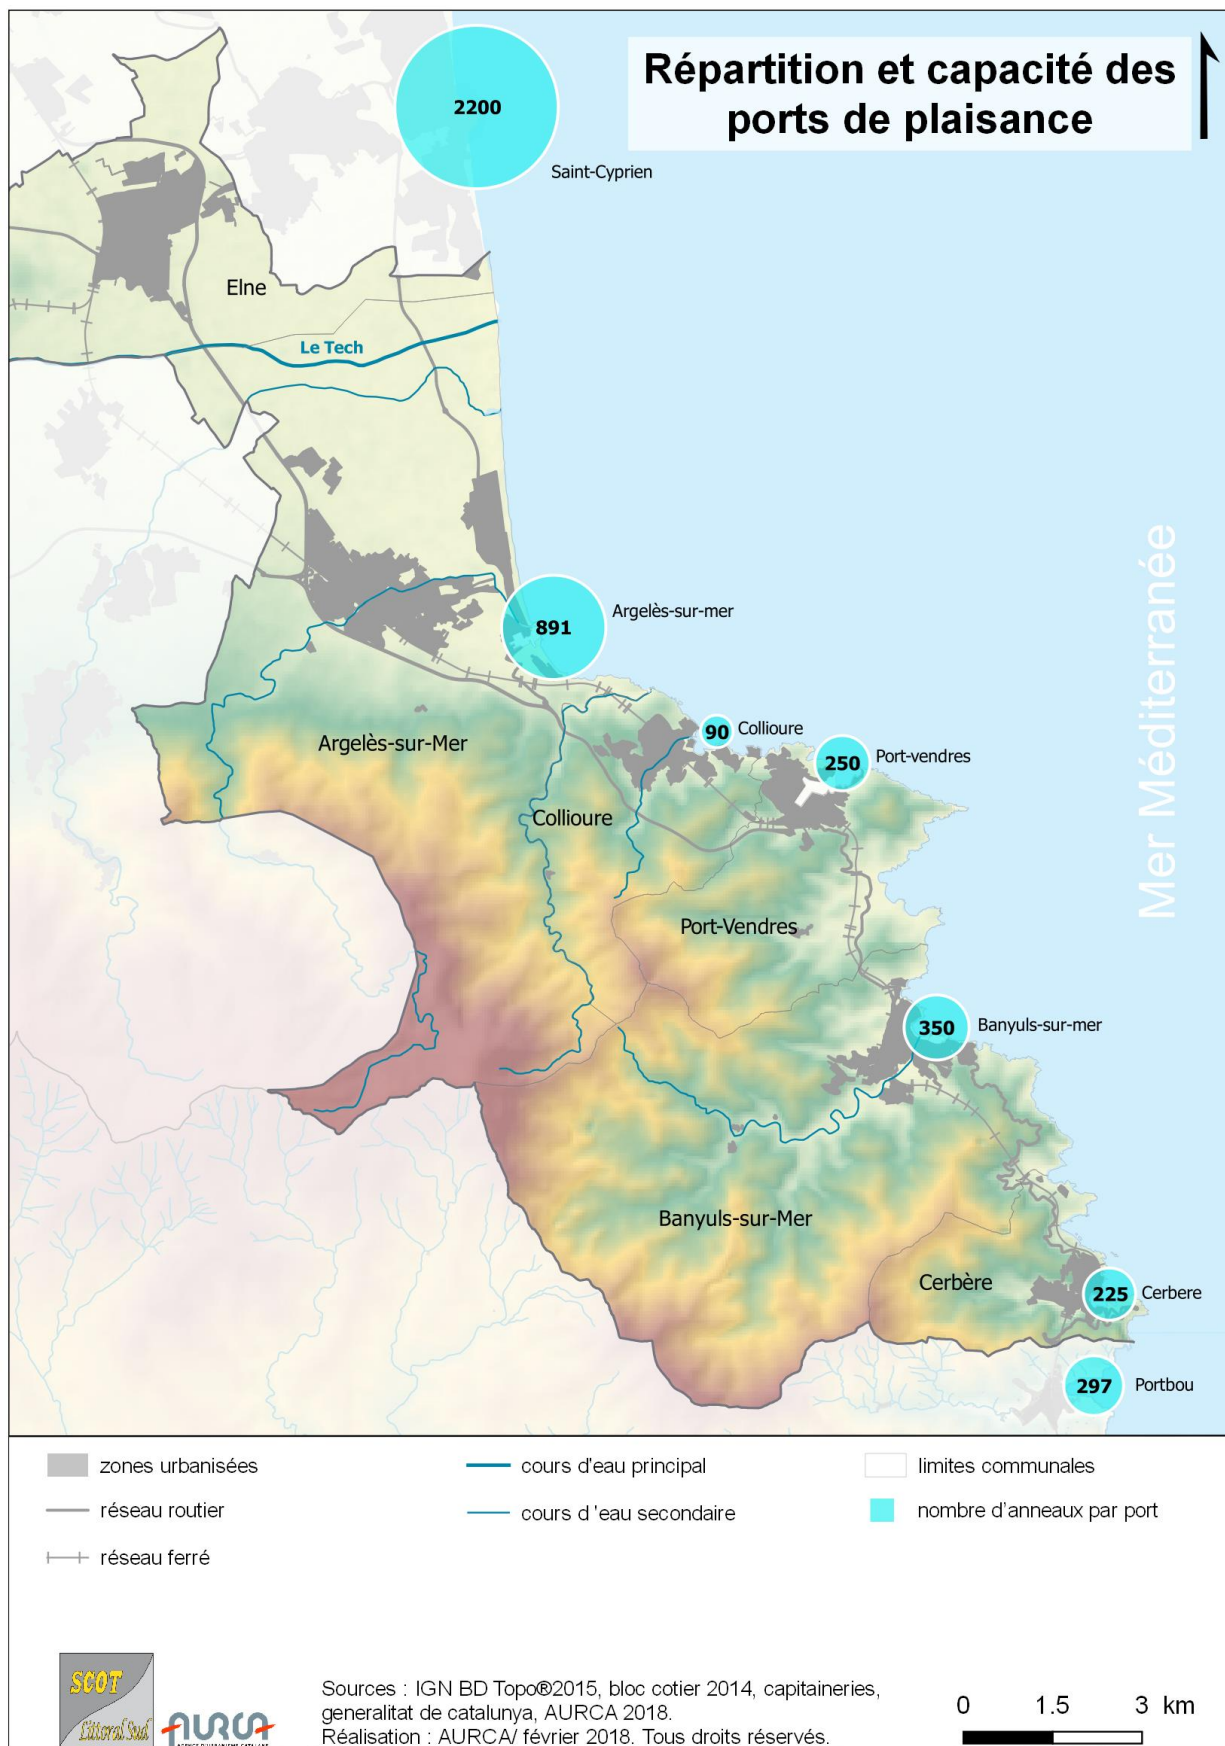 Répartition et capacité des
ports de plaisance
2200
Saint-Cyprien
Elne
Le Tech
Mer Méditerranée
891
Argelès-sur-mer
90
Collioure
Argelès-sur-Mer
250
Port-vendres
Collioure
Port-Vendres
350
Banyuls-sur-mer
Banyuls-sur-Mer
Cerbère
225
Cerbere
297
Portbou
zones urbanisées
cours d'eau principal
limites communales
réseau routier
cours d 'eau secondaire
nombre d'anneaux par port
réseau ferré
SCOT
Littoral Sud
AURCA
AGENCE D'URBANISME CATALANE
Sources : IGN BD Topo®2015, bloc cotier 2014, capitaineries,
generalitat de catalunya, AURCA 2018.
Réalisation : AURCA/ février 2018. Tous droits réservés.
0 1.5 3 km